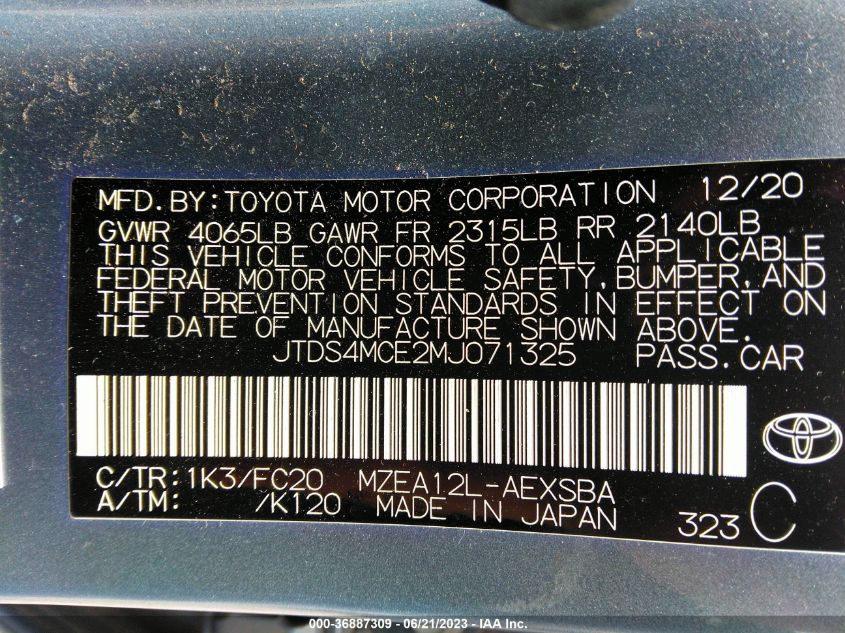 MFD.BY:TOYOTA MOTOR CORPORATION 12/20
GVWR 4065LB GAWR FR 2315LB RR 2140LB
THIS VEHICLE CONFORMS TO ALL APPLICABLE
FEDERAL MOTOR VEHICLE SAFETY,BUMPER,AND
THEFT PREVENTION STANDARDS IN EFFECT ON
THE DATE OF MANUFACTURE SHOWN ABOVE.
JTDS4MCE2MJ071325 PASS.CAR
C/TR:1K3/FC20 MZEA12L-AEXSBA
A/TM: /K120 MADE IN JAPAN 323 C
000-36887309 - 06/21/2023 - IAA Inc.